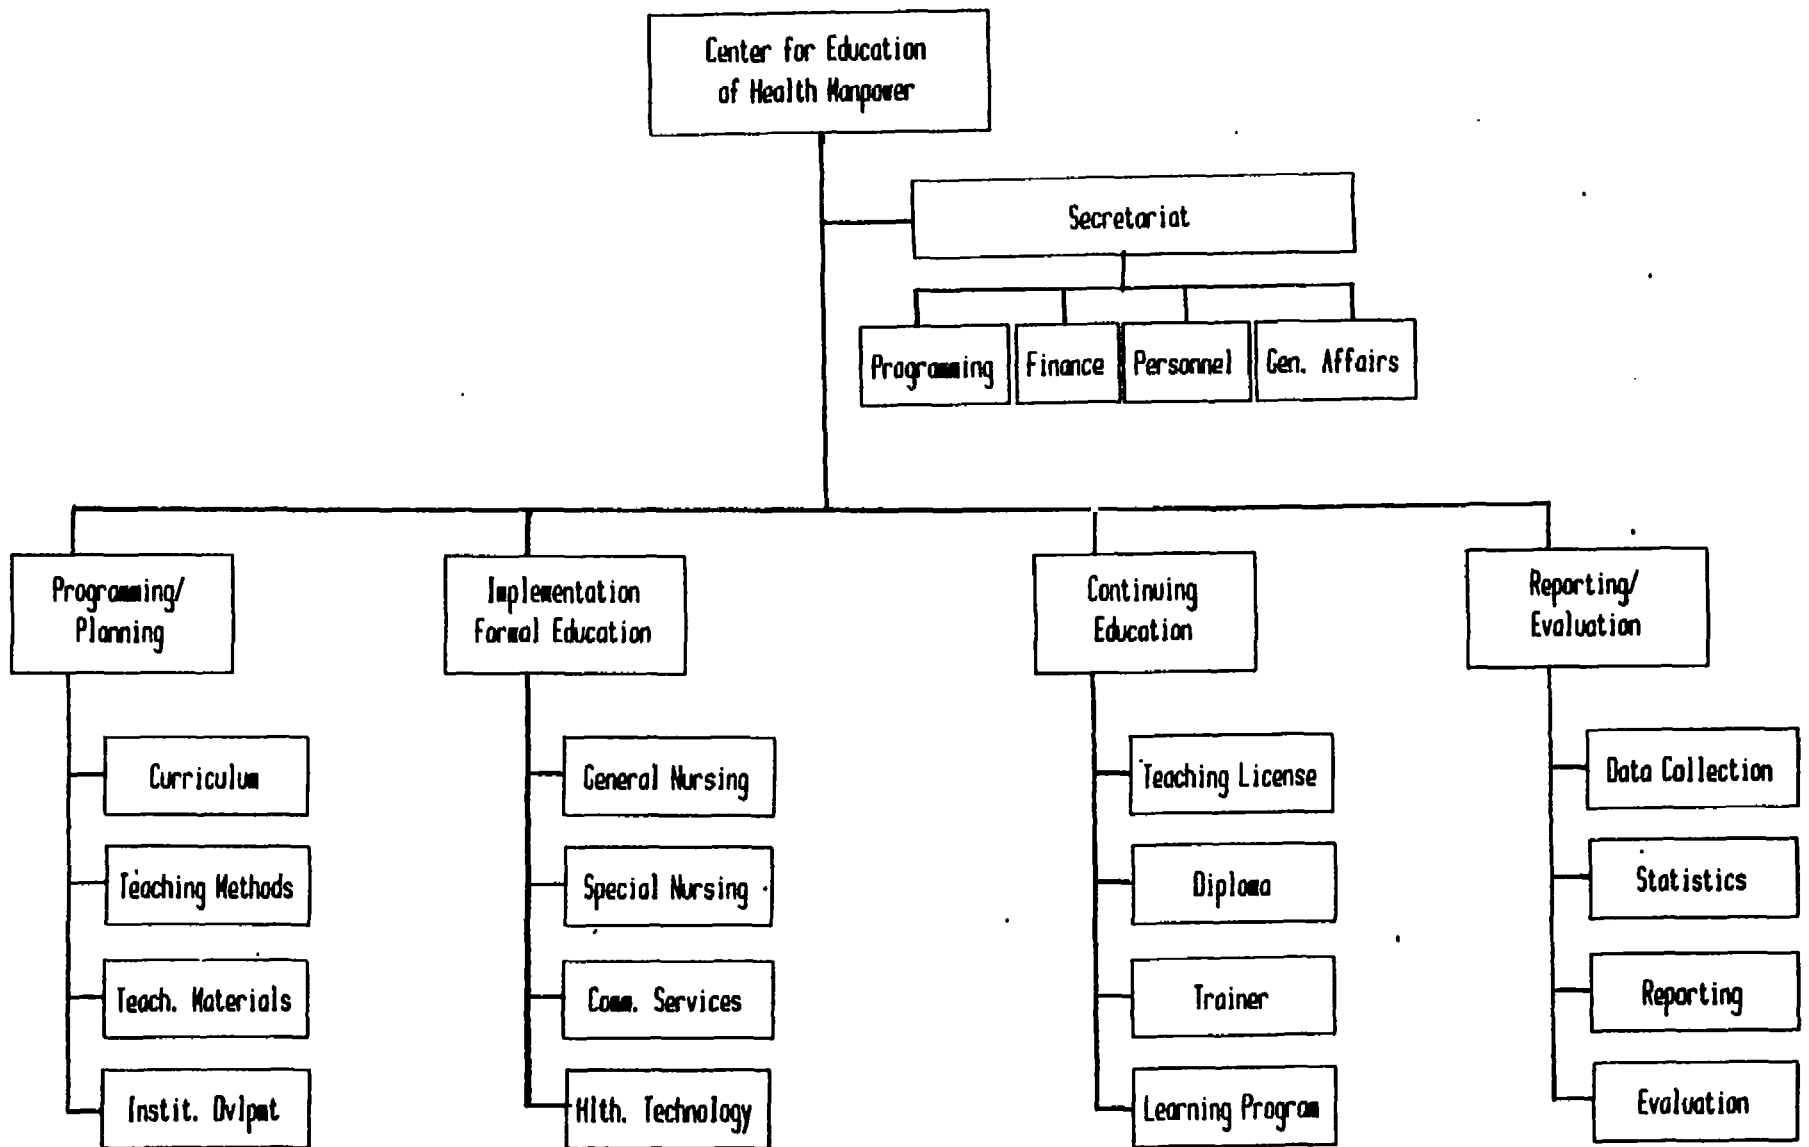 Center for Education
of Health Manpower
Secretariat
Programming
Finance
Personnel
Gen. Affairs
Programming/
Planning
Curriculum
Teaching Methods
Teach. Materials
Instit. Dvlpmt
Implementation
Formal Education
General Nursing
Special Nursing
Comm. Services
Hlth. Technology
Continuing
Education
Teaching License
Diploma
Trainer
Learning Program
Reporting/
Evaluation
Data Collection
Statistics
Reporting
Evaluation